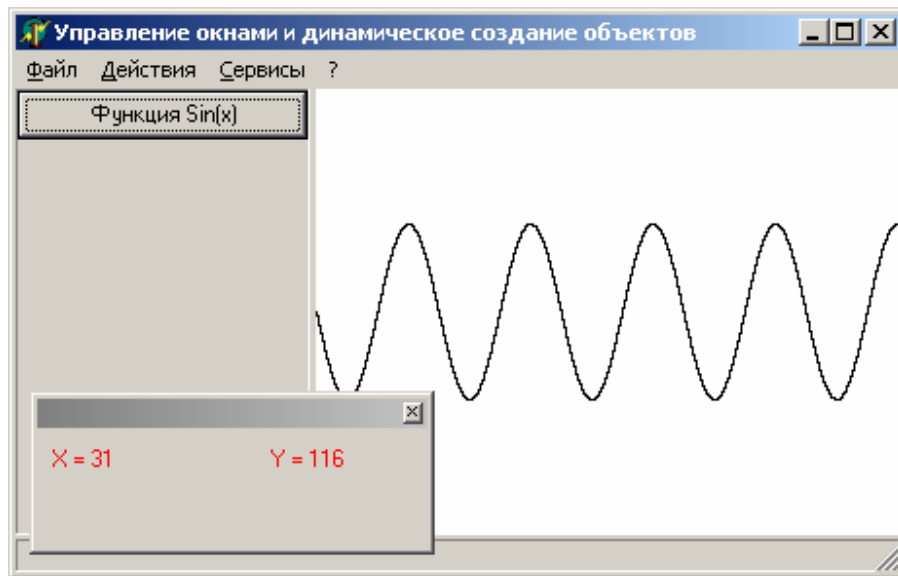 Управление окнами и динамическое создание объектов
Файл Действия Сервисы ?
Функция Sin(x)
X = 31 Y = 116